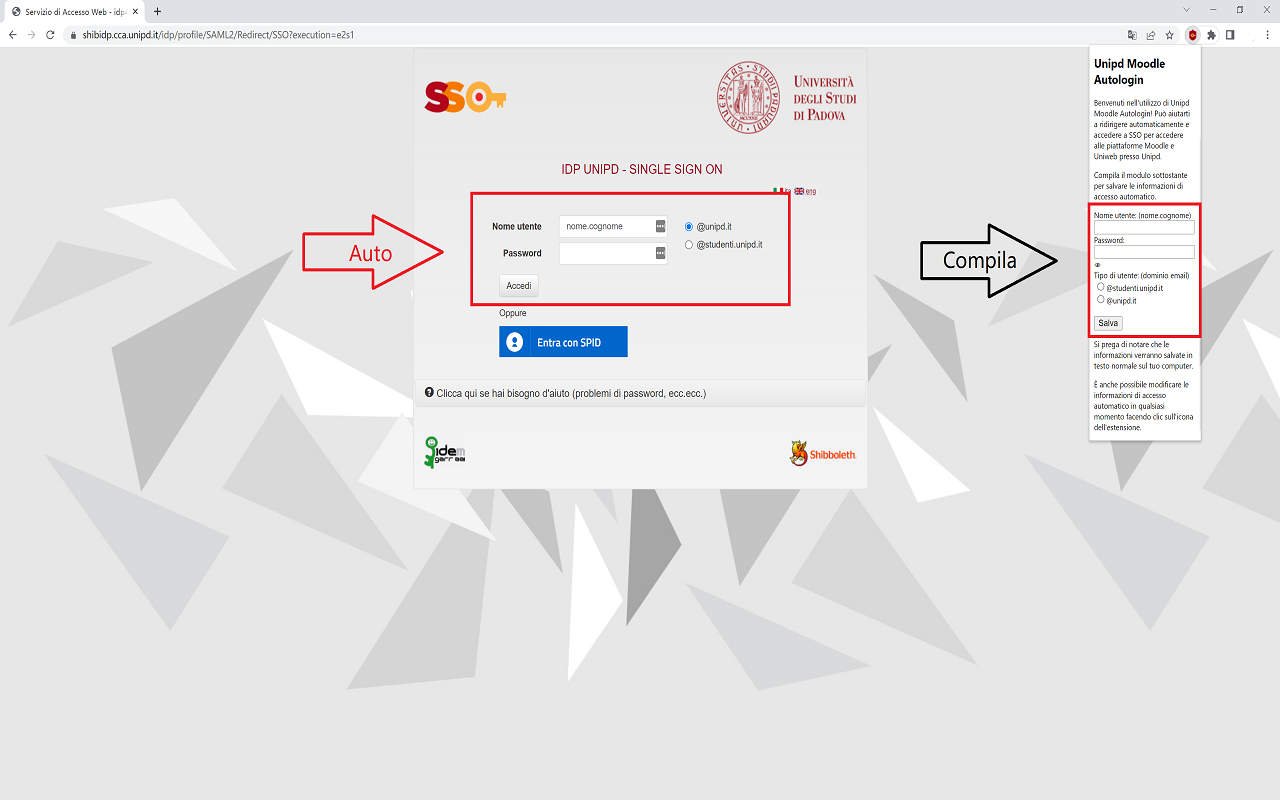 Servizio di Accesso Web - idp
shibidp.cca.unipd.it/idp/profile/SAML2/Redirect/SSO?execution=e2s1
SSO
UNIVERSITAS STUDII PADUANI
UNIVERSITÀ
DEGLI STUDI
DI PADOVA
IDP UNIPD - SINGLE SIGN ON
ita eng
Nome utente nome.cognome @unipd.it
@studenti.unipd.it
Password
Accedi
Oppure
Entra con SPID
Clicca qui se hai bisogno d'aiuto (problemi di password, ecc.ecc.)
idem
garr aai
Shibboleth.
Auto
Compila
Unipd Moodle
Autologin
Benvenuti nell'utilizzo di Unipd
Moodle Autologin! Può aiutarti
a ridirigere automaticamente e
accedere a SSO per accedere
alle piattaforme Moodle e
Uniweb presso Unipd.
Compila il modulo sottostante
per salvare le informazioni di
accesso automatico.
Nome utente: (nome.cognome)
Password:
Tipo di utente: (dominio email)
@studenti.unipd.it
@unipd.it
Salva
Si prega di notare che le
informazioni verranno salvate in
testo normale sul tuo computer.
È anche possibile modificare le
informazioni di accesso
automatico in qualsiasi
momento facendo clic sull'icona
dell'estensione.